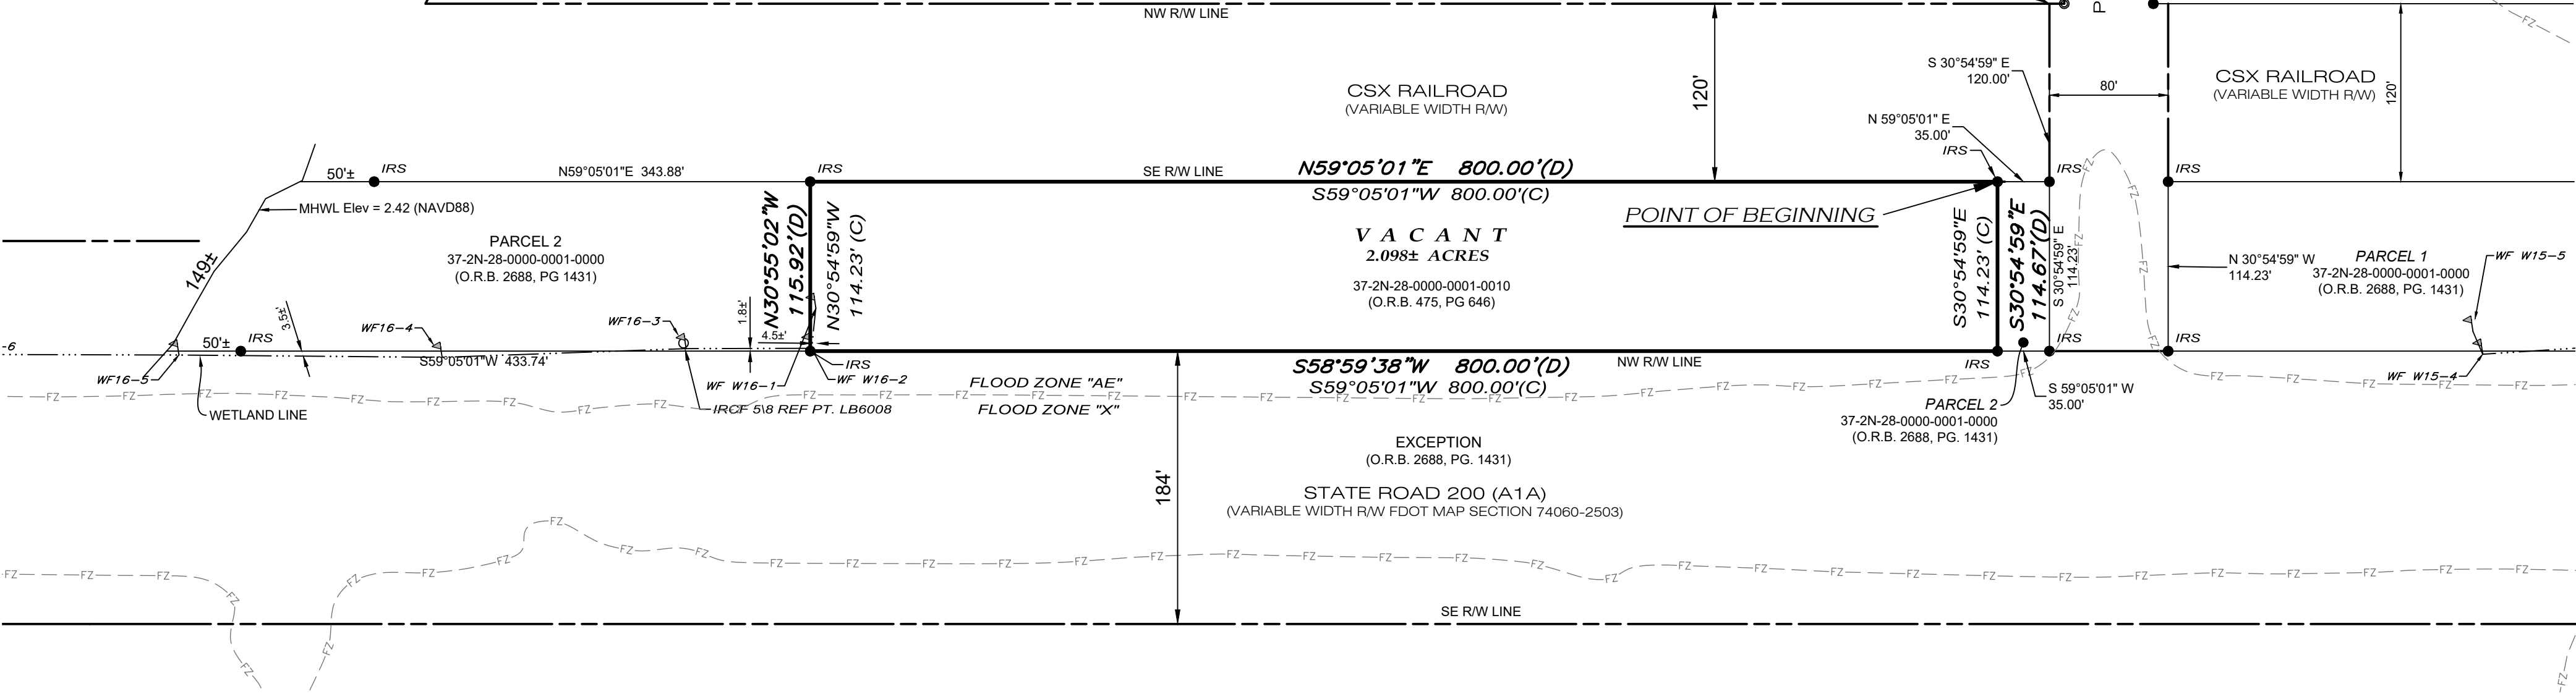 NW R/W LINE
P
FZ
CSX RAILROAD
(VARIABLE WIDTH R/W)
120'
S 30°54'59" E
120.00'
80'
CSX RAILROAD
(VARIABLE WIDTH R/W)
120'
N 59°05'01" E
35.00'
IRS
50'±
IRS
N59°05'01"E 343.88'
IRS
SE R/W LINE
N59°05'01"E 800.00'(D)
S59°05'01"W 800.00'(C)
IRS
IRS
MHWL Elev = 2.42 (NAVD88)
149±
PARCEL 2
37-2N-28-0000-0001-0000
(O.R.B. 2688, PG 1431)
N30°55'02"W
115.92'(D)
N30°54'59"W
114.23' (C)
POINT OF BEGINNING
VACANT
2.098± ACRES
37-2N-28-0000-0001-0010
(O.R.B. 475, PG 646)
S30°54'59"E
114.23' (C)
S30°54'59"E
114.67'(D)
S 30°54'59" E
114.23'
N 30°54'59" W
114.23'
PARCEL 1
37-2N-28-0000-0001-0000
(O.R.B. 2688, PG. 1431)
WF W15-5
-6
50'±
IRS
3.5±'
WF16-4
WF16-3
1.8±'
4.5±'
S59°05'01"W 433.74'
WF16-5
WETLAND LINE
WF W16-1
IRS
WF W16-2
IRCF 5\8 REF PT. LB6008
FLOOD ZONE "AE"
FLOOD ZONE "X"
S58°59'38"W 800.00'(D)
S59°05'01"W 800.00'(C)
NW R/W LINE
IRS
IRS
IRS
S 59°05'01" W
35.00'
PARCEL 2
37-2N-28-0000-0001-0000
(O.R.B. 2688, PG. 1431)
WF W15-4
184'
EXCEPTION
(O.R.B. 2688, PG. 1431)
STATE ROAD 200 (A1A)
(VARIABLE WIDTH R/W FDOT MAP SECTION 74060-2503)
SE R/W LINE